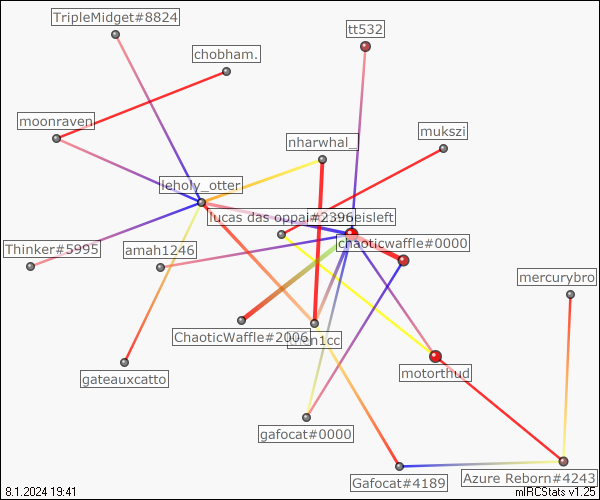 TripleMidget#8824
tt532
chobham.
moonraven
mukszi
nharwhal_
leholy_otter
lucas das oppai#2396
eisleft
chaoticwaffle#0000
Thinker#5995
amah1246
mercurybro
ChaoticWaffle#2006
n1cc
motorthud
gateauxcatto
gafocat#0000
Gafocat#4189
Azure Reborn#4243
8.1.2024 19:41
mIRCStats v1.25